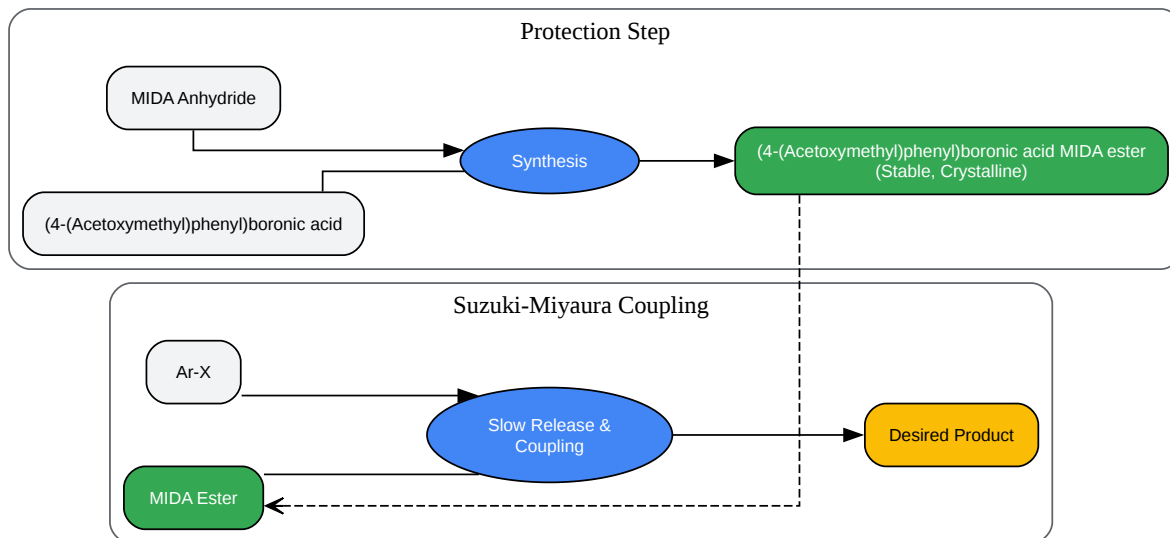 Protection Step
MIDA Anhydride
Synthesis
(4-(Acetoxymethyl)phenyl)boronic acid MIDA ester
(Stable, Crystalline)
(4-(Acetoxymethyl)phenyl)boronic acid
Suzuki-Miyaura Coupling
Ar-X
Slow Release &
Coupling
Desired Product
MIDA Ester